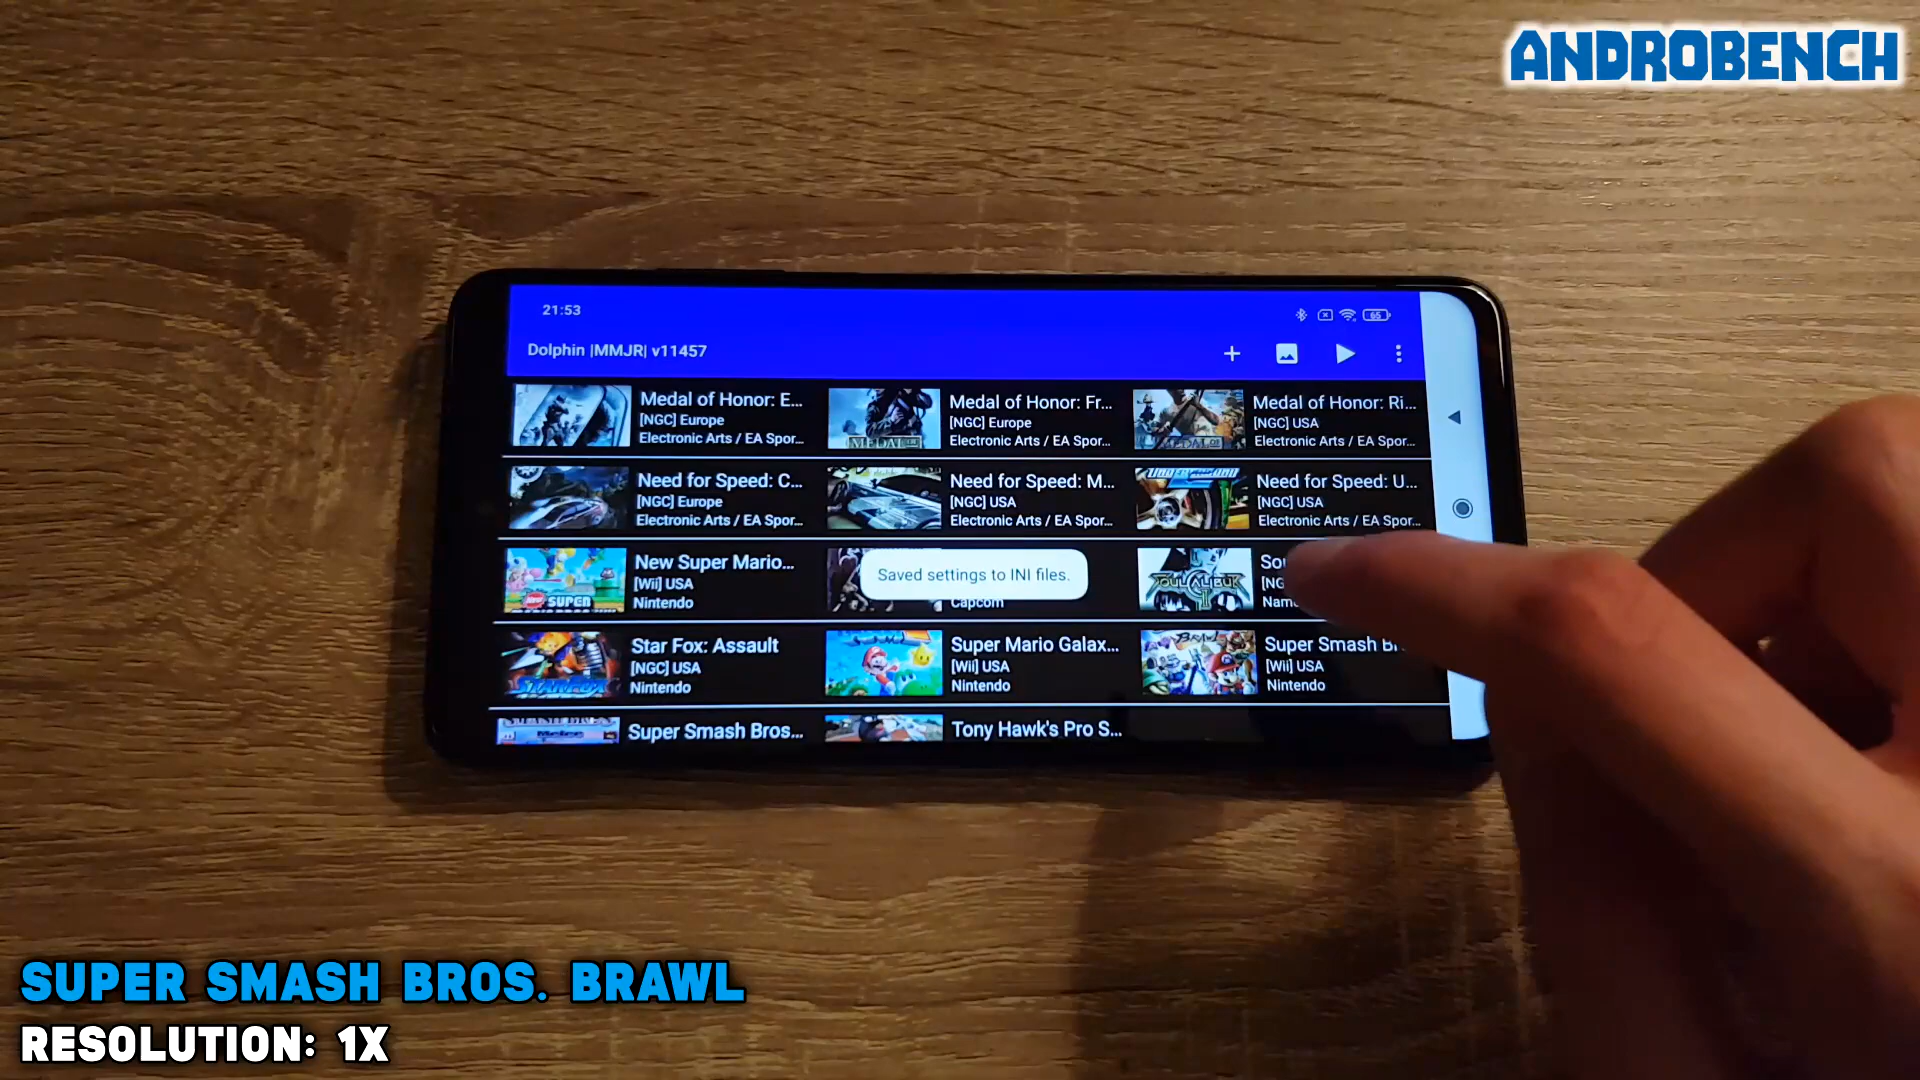 ANDROBENCH
21:53
65
Dolphin |MMJR| v11457
Medal of Honor: E...
[NGC] Europe
Electronic Arts / EA Spor...
Medal of Honor: Fr...
[NGC] Europe
Electronic Arts / EA Spor...
Medal of Honor: Ri...
[NGC] USA
Electronic Arts / EA Spor...
Need for Speed: C...
[NGC] Europe
Electronic Arts / EA Spor...
Need for Speed: M...
[NGC] USA
Electronic Arts / EA Spor...
Need for Speed: U...
[NGC] USA
Electronic Arts / EA Spor...
New Super Mario...
[Wii] USA
Nintendo
Saved settings to INI files.
Capcom
SOULCALIBUR II
Star Fox: Assault
[NGC] USA
Nintendo
STARFOX
Super Mario Galax...
[Wii] USA
Nintendo
BRAWL
Super Smash
[Wii] USA
Nintendo
Super Smash Bros...
Tony Hawk's Pro S...
SUPER SMASH BROS. BRAWL
RESOLUTION: 1X